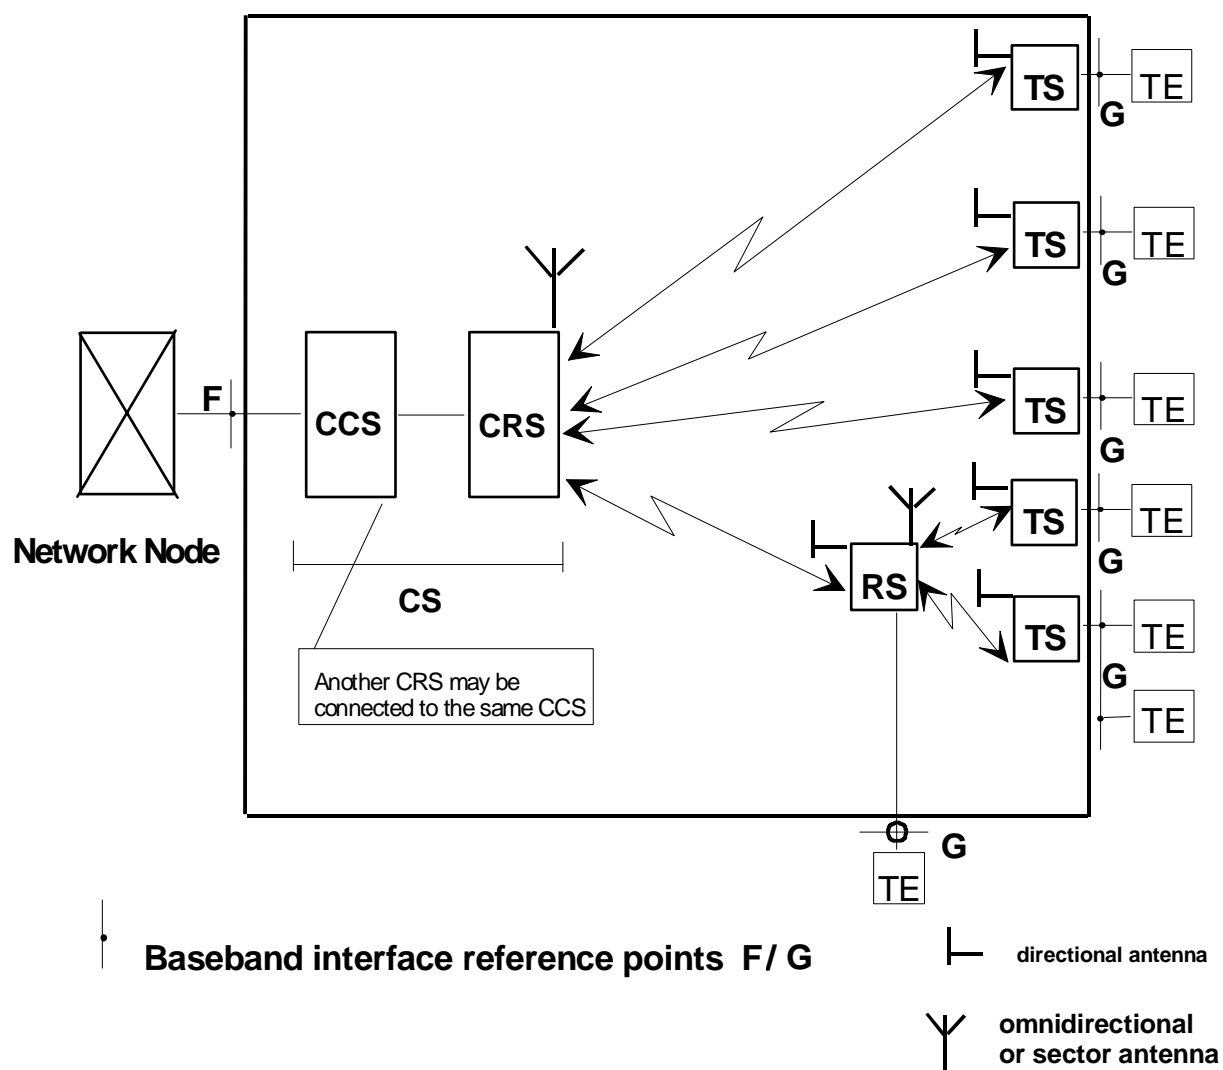 TS
TE
G
TS
TE
G
F
CCS
CRS
TS
TE
G
Network Node
TS
TE
G
RS
CS
TS
TE
G
Another CRS may be
connected to the same CCS
TE
G
TE
Baseband interface reference points F/ G
directional antenna
omnidirectional
or sector antenna